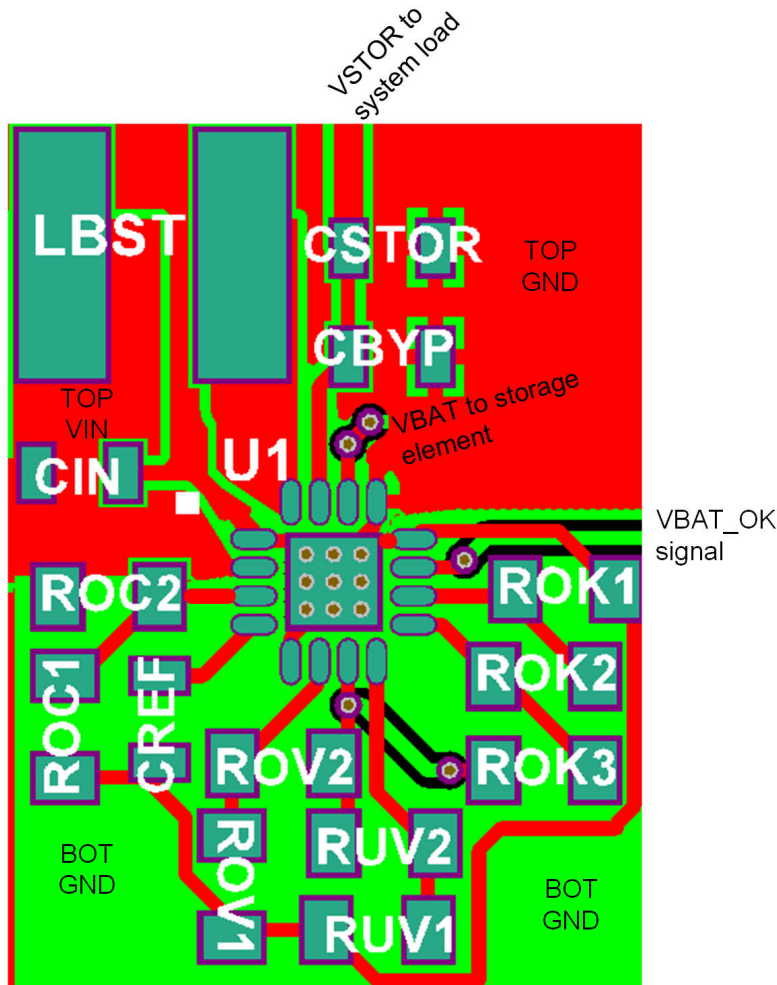 VSTOR to
system load
LBST
CSTOR
TOP
GND
CBYP
TOP
VIN
VBAT to storage
element
U1
CIN
VBAT_OK
signal
ROC2
ROK1
ROC1
CREF
ROK2
ROV2
ROK3
ROV1
RUV2
BOT
GND
BOT
GND
RUV1